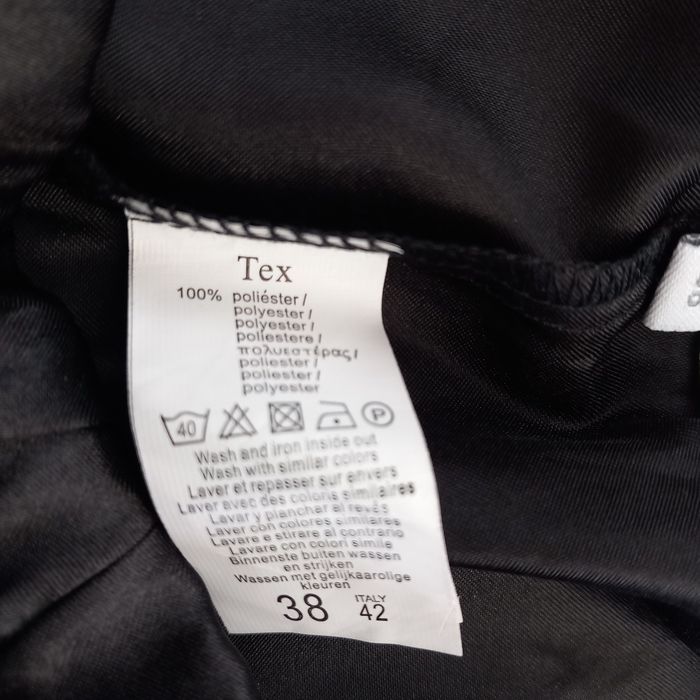 Tex
100% poliéster /
polyester /
polyester /
poliestere /
πολυεστέρας /
poliester /
poliester /
polyester
40 P
Wash and iron inside out
Wash with similar colors
Laver et repasser sur envers
Laver avec des coloris similaires
Lavar y planchar al revés
Laver con colores similares
Lavare e stirare al contrario
Lavare con colori simile
Binnenste buiten wassen
en strijken
Wassen met gelijkaarolige
kleuren
38 ITALY 42